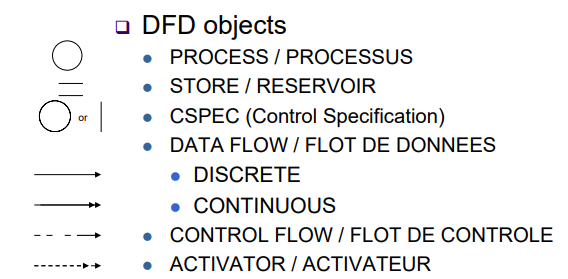 DFD objects
PROCESS / PROCESSUS
STORE / RESERVOIR
or CSPEC (Control Specification)
DATA FLOW / FLOT DE DONNEES
DISCRETE
CONTINUOUS
CONTROL FLOW / FLOT DE CONTROLE
ACTIVATOR / ACTIVATEUR